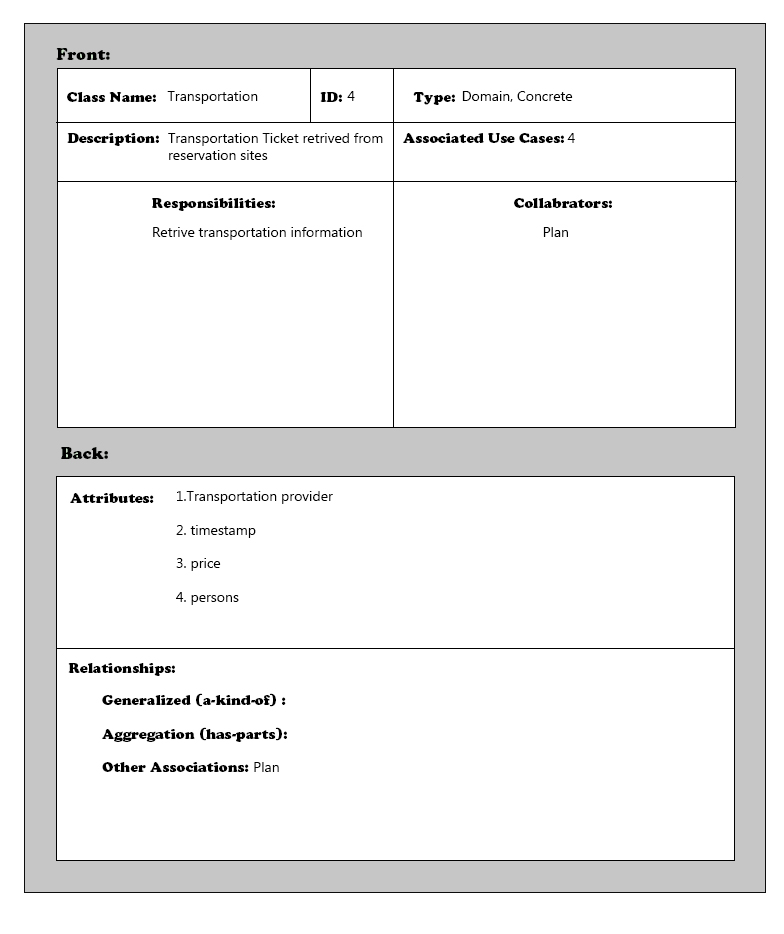 Front:
Class Name: Transportation ID: 4 Type: Domain, Concrete
Description: Transportation Ticket retrived from
reservation sites
Associated Use Cases: 4
Responsibilities:
Retrive transportation information
Collabrators:
Plan
Back:
Attributes: 1.Transportation provider
2. timestamp
3. price
4. persons
Relationships:
Generalized (a-kind-of) :
Aggregation (has-parts):
Other Associations: Plan